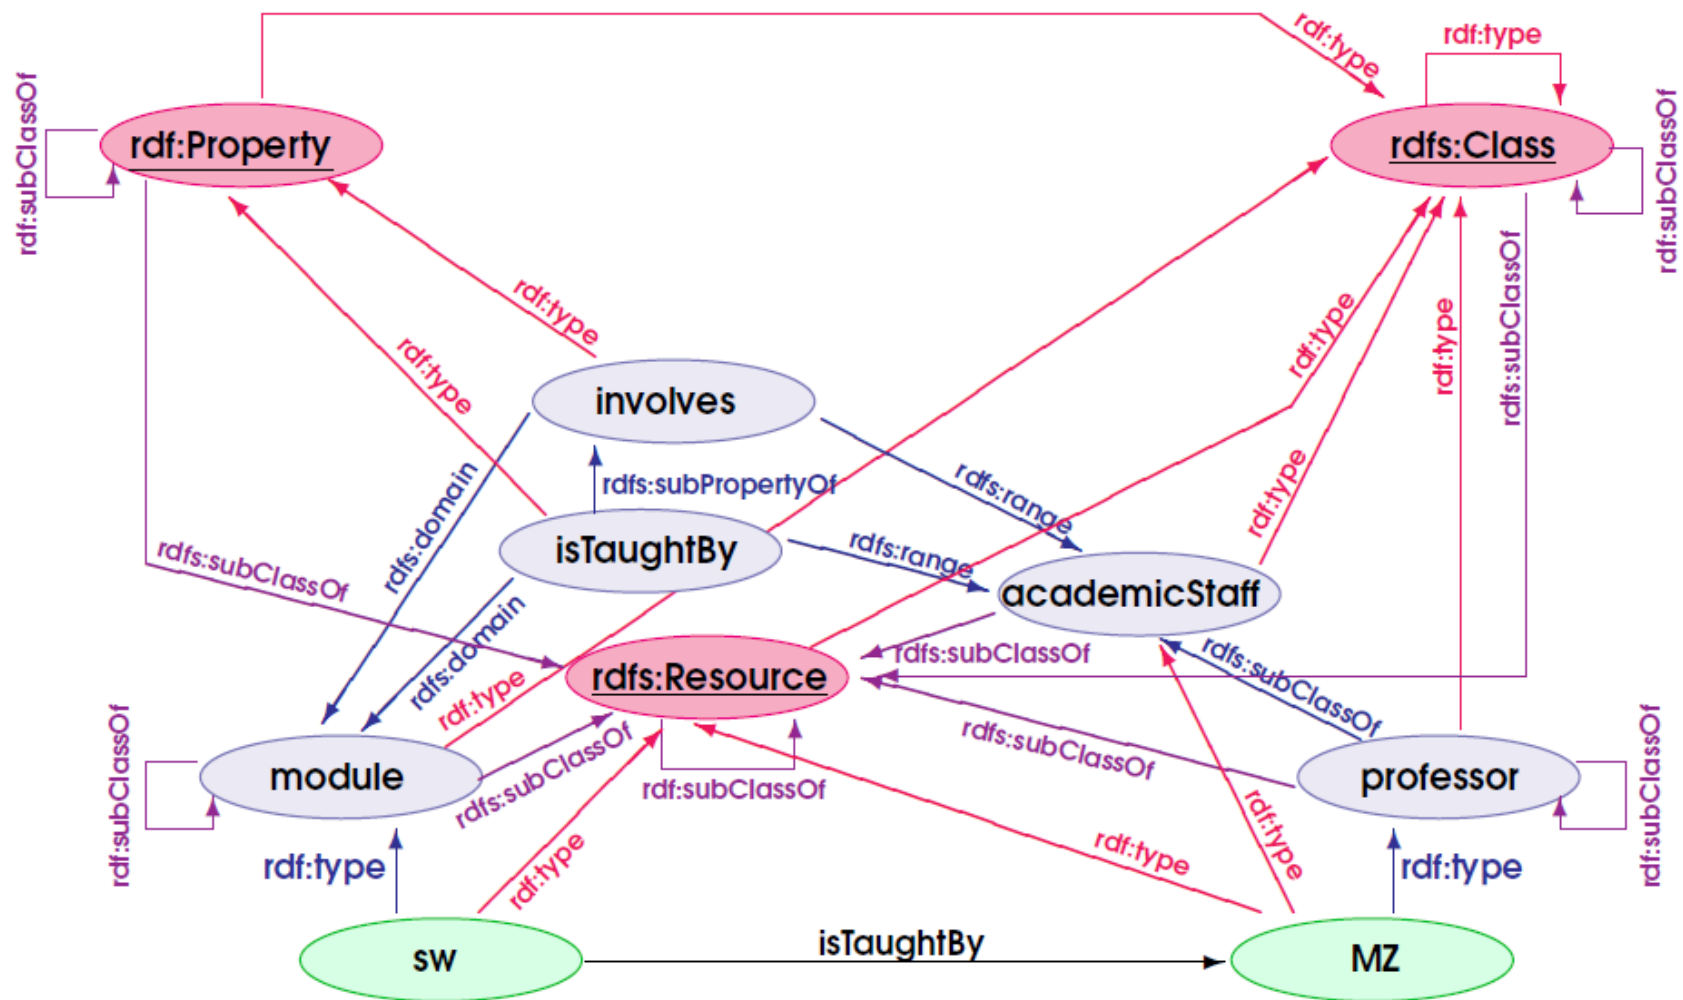 rdf:type
rdf:type
rdf:subClassOf
rdf:Property
rdfs:Class
rdf:subClassOf
rdf:type
rdf:type
rdf:type
rdf:type
rdfs:subClassOf
involves
rdfs:subPropertyOf
rdfs:range
rdf:type
rdfs:domain
isTaughtBy
rdfs:range
rdfs:subClassOf
academicStaff
rdfs:domain
rdfs:subClassOf
rdfs:subClassOf
rdf:type
rdfs:Resource
rdfs:subClassOf
rdf:subClassOf
module
rdfs:subClassOf
rdf:subClassOf
professor
rdf:subClassOf
rdf:type
rdf:type
rdf:type
rdf:type
rdf:type
isTaughtBy
sw
MZ